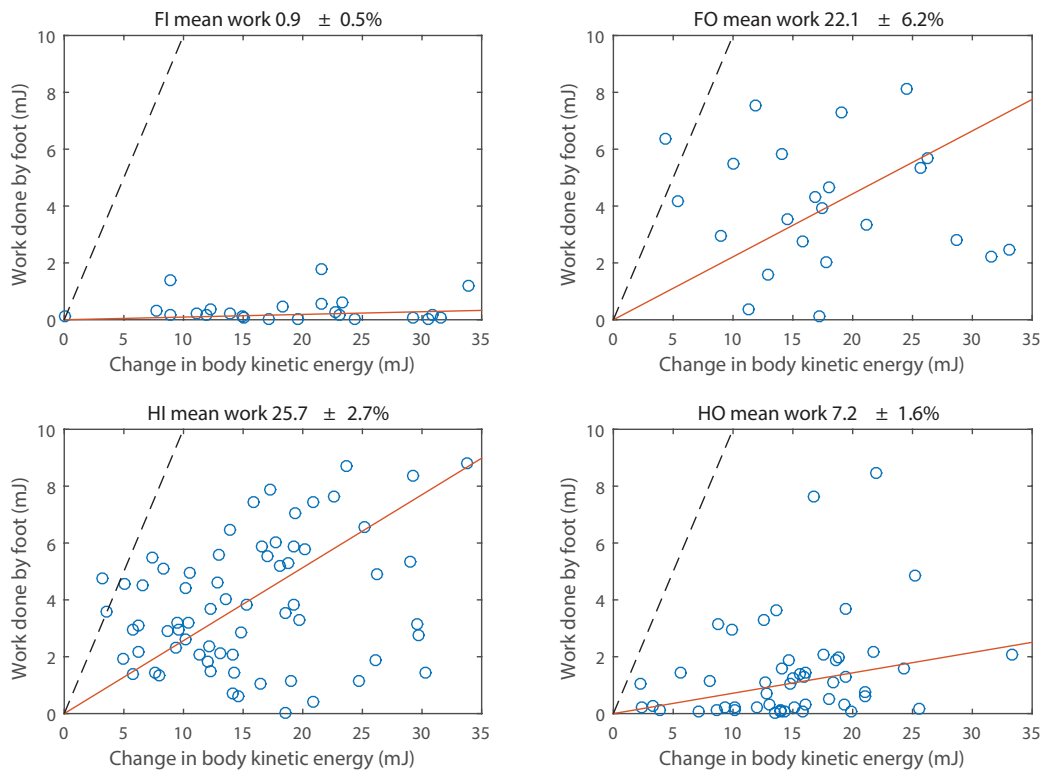 FI mean work 0.9 ± 0.5%
10
8
6
4
2
0
Work done by foot (mJ)
0 5 10 15 20 25 30 35
Change in body kinetic energy (mJ)
FO mean work 22.1 ± 6.2%
10
8
6
4
2
0
Work done by foot (mJ)
0 5 10 15 20 25 30 35
Change in body kinetic energy (mJ)
HI mean work 25.7 ± 2.7%
10
8
6
4
2
0
Work done by foot (mJ)
0 5 10 15 20 25 30 35
Change in body kinetic energy (mJ)
HO mean work 7.2 ± 1.6%
10
8
6
4
2
0
Work done by foot (mJ)
0 5 10 15 20 25 30 35
Change in body kinetic energy (mJ)